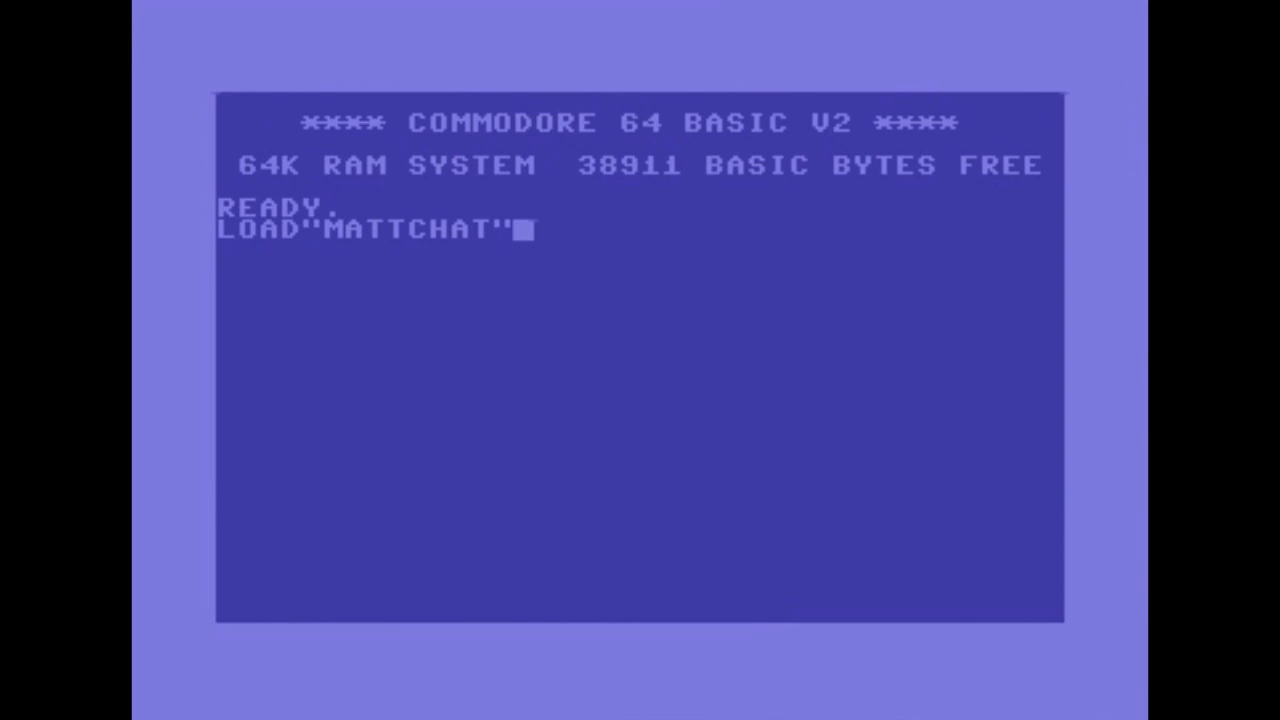 **** COMMODORE 64 BASIC V2 ****
64K RAM SYSTEM  38911 BASIC BYTES FREE
READY.
LOAD"MATTCHAT"